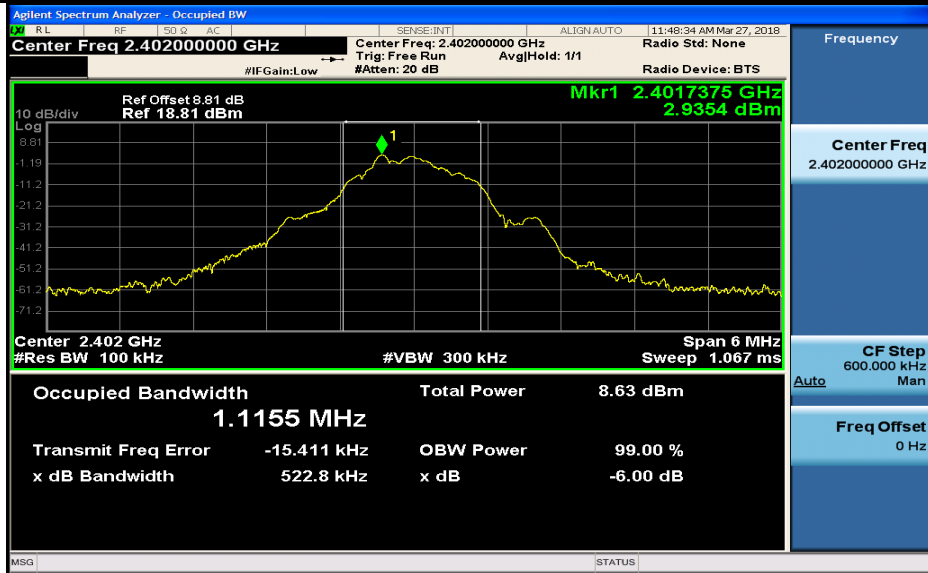 Agilent Spectrum Analyzer - Occupied BW
LXI RL RF 50 Ω AC SENSE:INT ALIGN AUTO 11:48:34 AM Mar 27, 2018
Center Freq 2.402000000 GHz
Center Freq: 2.402000000 GHz
Radio Std: None
Trig: Free Run Avg|Hold: 1/1
#IFGain:Low
#Atten: 20 dB
Radio Device: BTS
Frequency
Mkr1 2.4017375 GHz
2.9354 dBm
Ref Offset 8.81 dB
10 dB/div Ref 18.81 dBm
Log
1
8.81
-1.19
-11.2
-21.2
-31.2
-41.2
-51.2
-61.2
-71.2
Center 2.402 GHz Span 6 MHz
#Res BW 100 kHz #VBW 300 kHz Sweep 1.067 ms
Occupied Bandwidth
1.1155 MHz
Total Power 8.63 dBm
Transmit Freq Error -15.411 kHz OBW Power 99.00 %
x dB Bandwidth 522.8 kHz x dB -6.00 dB
Center Freq
2.402000000 GHz
CF Step
600.000 kHz
Auto Man
Freq Offset
0 Hz
MSG STATUS